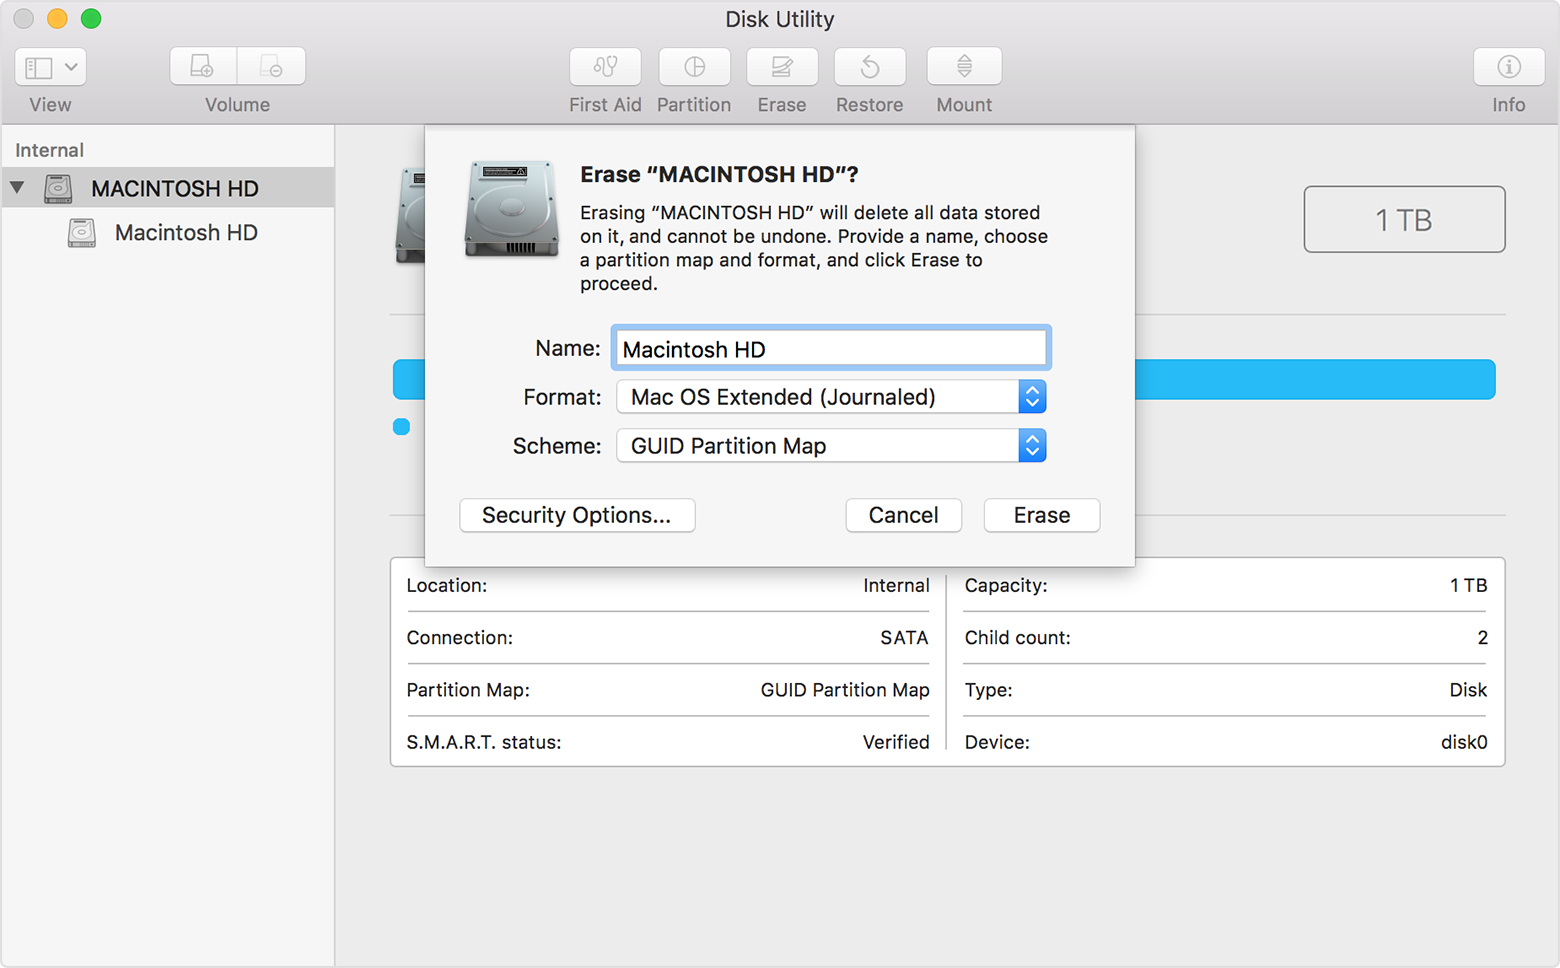 Disk Utility
View
Volume
First Aid
Partition
Erase
Restore
Mount
Info
Internal
MACINTOSH HD
Macintosh HD
Erase “MACINTOSH HD”?
Erasing “MACINTOSH HD” will delete all data stored
on it, and cannot be undone. Provide a name, choose
a partition map and format, and click Erase to
proceed.
1 TB
Name: Macintosh HD
Format: Mac OS Extended (Journaled)
Scheme: GUID Partition Map
Security Options...
Cancel
Erase
Location: Internal
Capacity: 1 TB
Connection: SATA
Child count: 2
Partition Map: GUID Partition Map
Type: Disk
S.M.A.R.T. status: Verified
Device: disk0